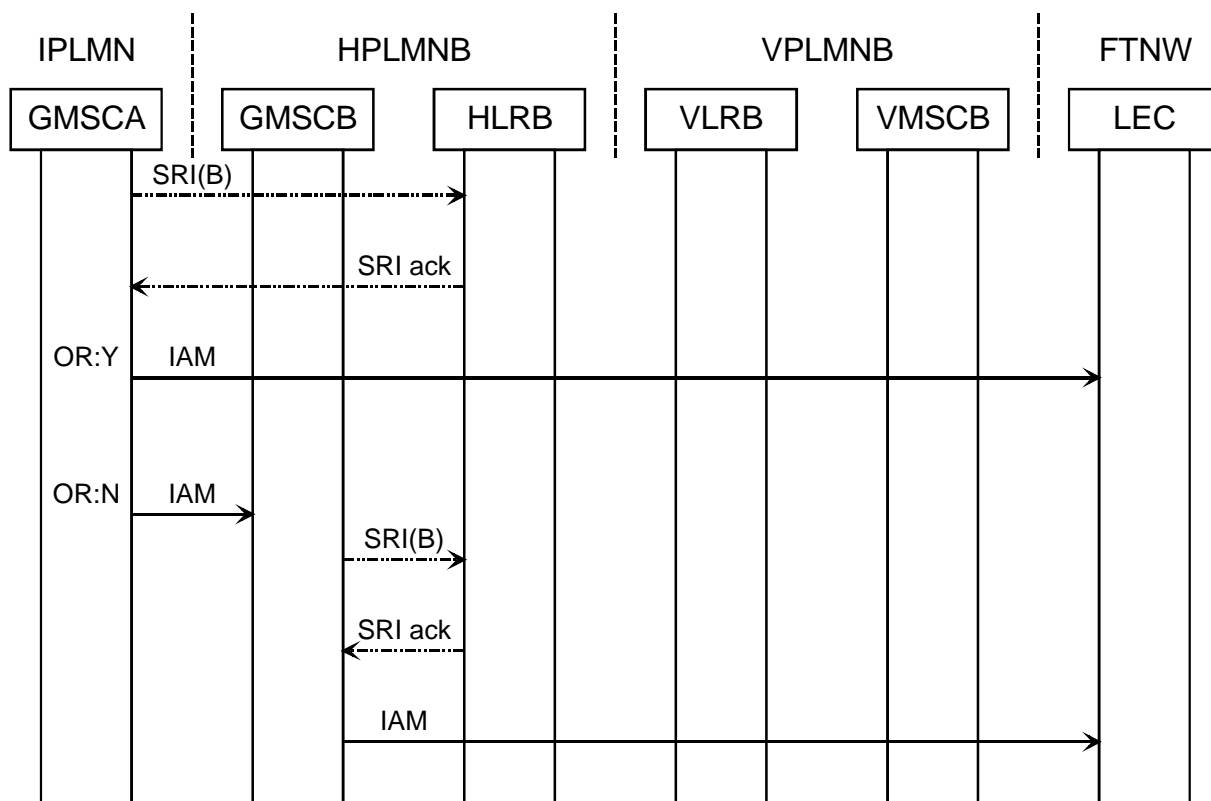 IPLMN HPLMNB VPLMNB FTNW
GMSCA GMSCB HLRB VLRB VMSCB LEC
SRI(B)
SRI ack
OR:Y IAM
OR:N IAM
SRI(B)
SRI ack
IAM